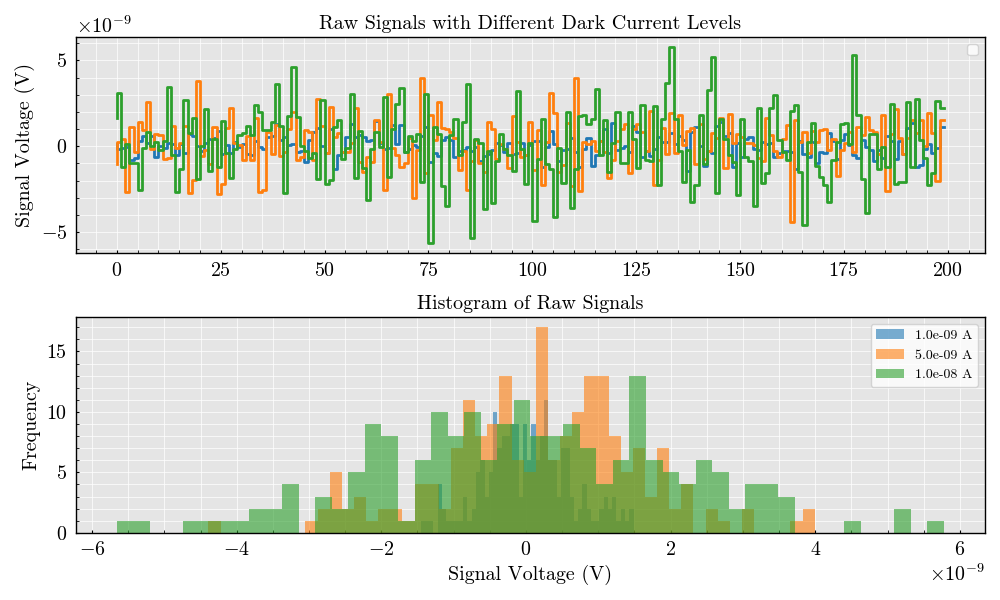 Raw Signals with Different Dark Current Levels
×10⁻⁹
5
0
−5
Signal Voltage (V)
0 25 50 75 100 125 150 175 200
Histogram of Raw Signals
1.0e-09 A
5.0e-09 A
1.0e-08 A
15
10
5
0
Frequency
−6 −4 −2 0 2 4 6
Signal Voltage (V)
×10⁻⁹